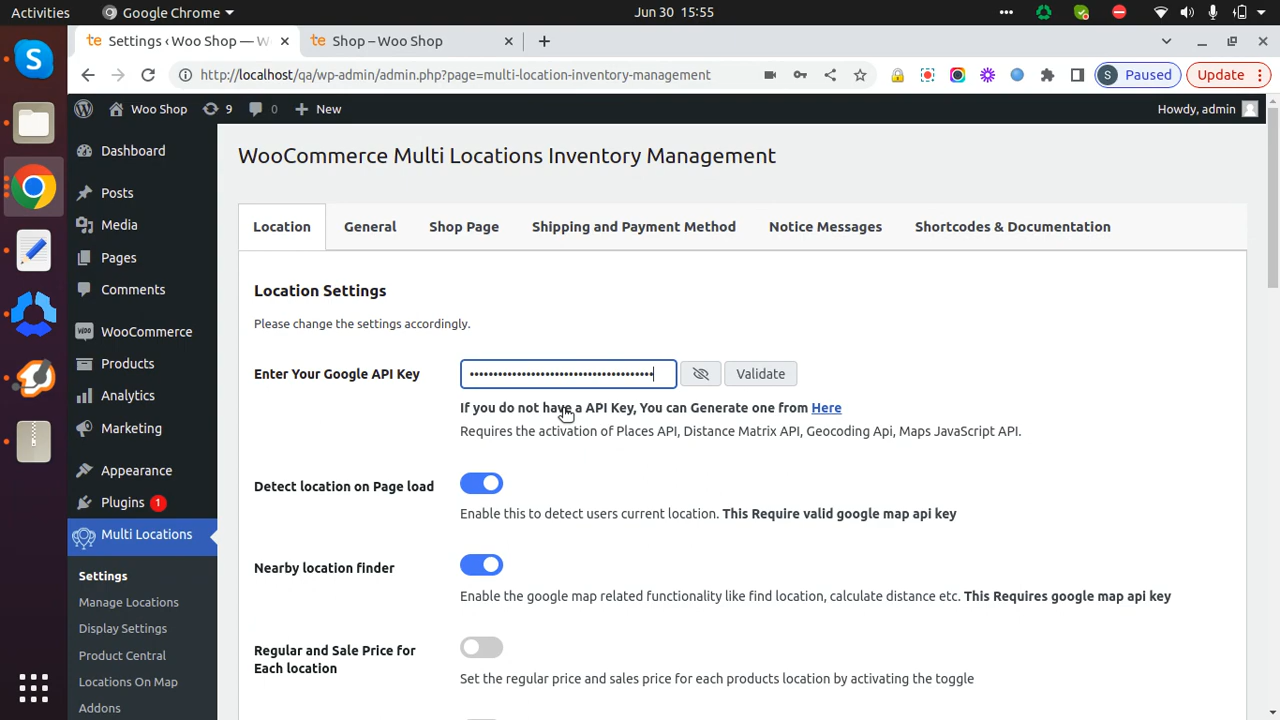 Activities
Google Chrome
Jun 30 15:55
Settings ‹ Woo Shop — W
Shop – Woo Shop
http://localhost/qa/wp-admin/admin.php?page=multi-location-inventory-management
S
Paused
Update
Woo Shop
9
0
New
Howdy, admin
Dashboard
Posts
Media
Pages
Comments
WooCommerce
Products
Analytics
Marketing
Appearance
Plugins 1
Multi Locations
Settings
Manage Locations
Display Settings
Product Central
Locations On Map
Addons
WooCommerce Multi Locations Inventory Management
Location
General
Shop Page
Shipping and Payment Method
Notice Messages
Shortcodes & Documentation
Location Settings
Please change the settings accordingly.
Enter Your Google API Key
Validate
If you do not have a API Key, You can Generate one from Here
Requires the activation of Places API, Distance Matrix API, Geocoding Api, Maps JavaScript API.
Detect location on Page load
Enable this to detect users current location. This Require valid google map api key
Nearby location finder
Enable the google map related functionality like find location, calculate distance etc. This Requires google map api key
Regular and Sale Price for
Each location
Set the regular price and sales price for each products location by activating the toggle